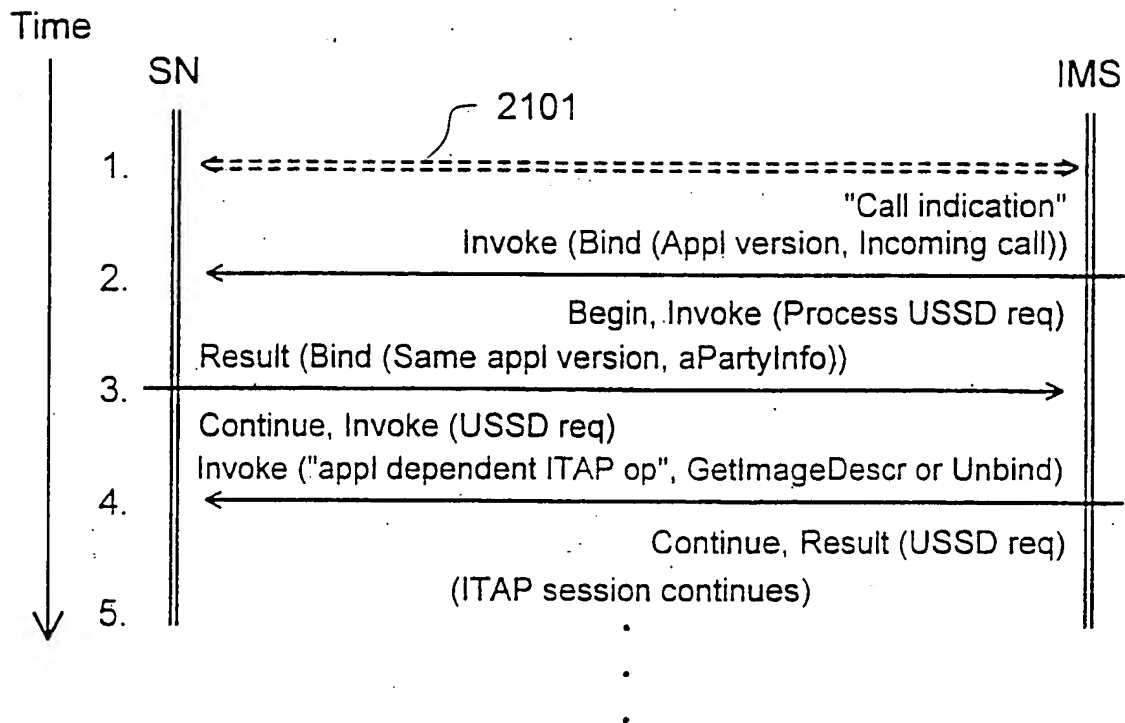 Time
SN
IMS
2101
1.
"Call indication"
Invoke (Bind (Appl version, Incoming call))
2.
Begin, Invoke (Process USSD req)
Result (Bind (Same appl version, aPartyInfo))
3.
Continue, Invoke (USSD req)
Invoke ("appl dependent ITAP op", GetImageDescr or Unbind)
4.
Continue, Result (USSD req)
(ITAP session continues)
5.